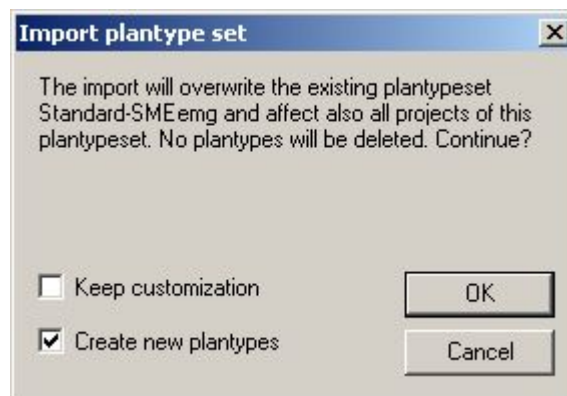 Import plantype set
The import will overwrite the existing plantypeset
Standard-SMEemg and affect also all projects of this
plantypeset. No plantypes will be deleted. Continue?
Keep customization
OK
Create new plantypes
Cancel